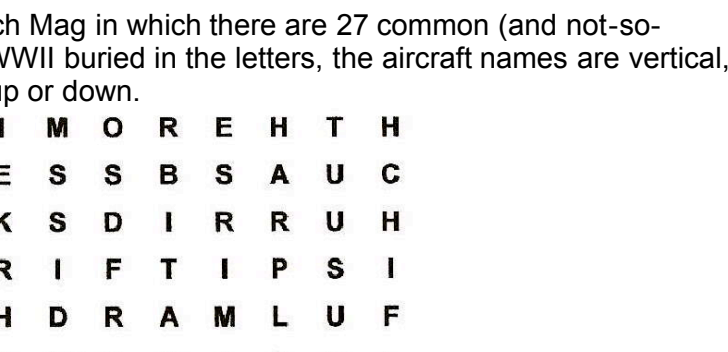 Mag in which there are 27 common (and not-so-
WWII buried in the letters, the aircraft names are vertical,
up or down.
M O R E H T H
S S B S A U C
K S D I R R U H
R I F T I P S I
H D R A M L U F